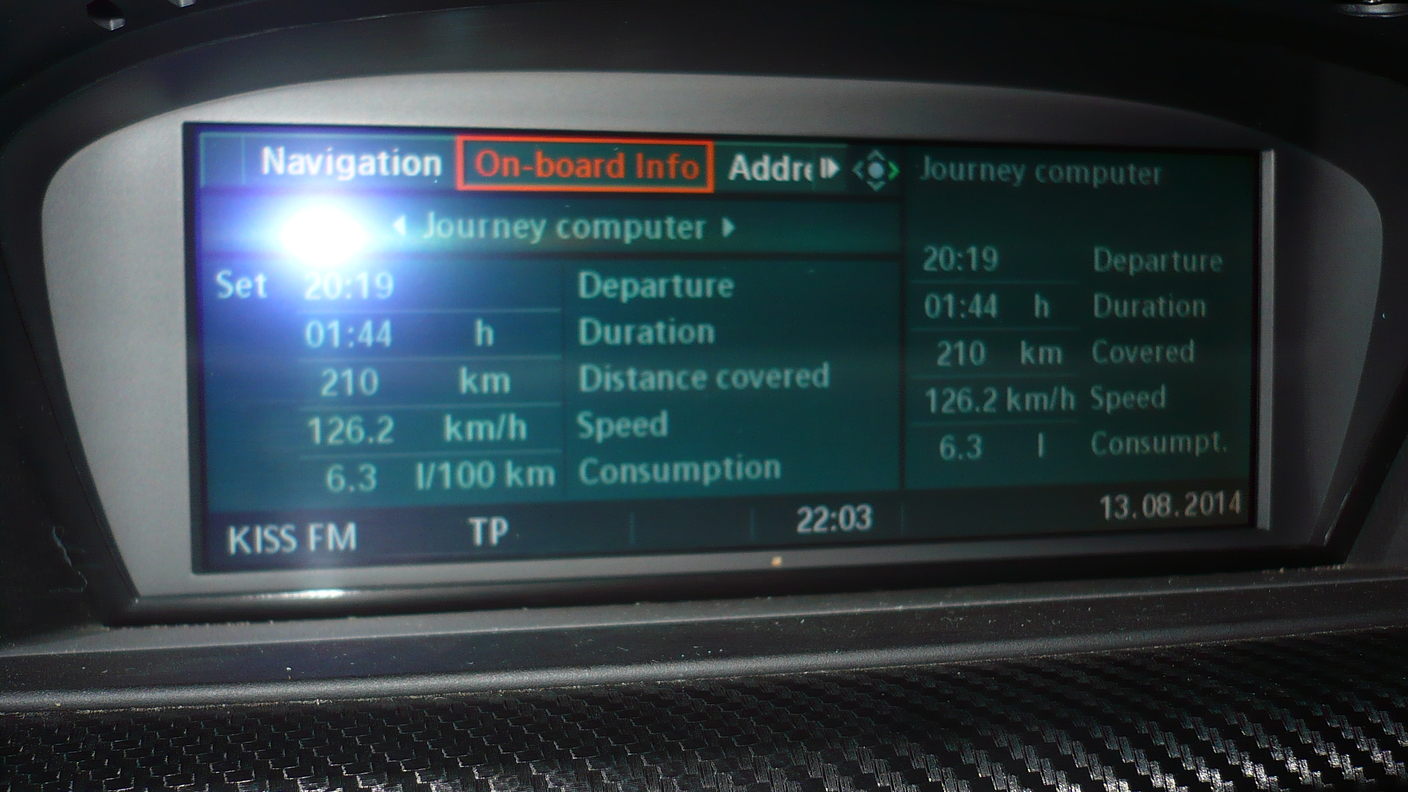 Navigation On-board Info Addre
Journey computer
Set 20:19 Departure
01:44 h Duration
210 km Distance covered
126.2 km/h Speed
6.3 l/100 km Consumption
Journey computer
20:19 Departure
01:44 h Duration
210 km Covered
126.2 km/h Speed
6.3 l Consumpt.
KISS FM TP 22:03 13.08.2014